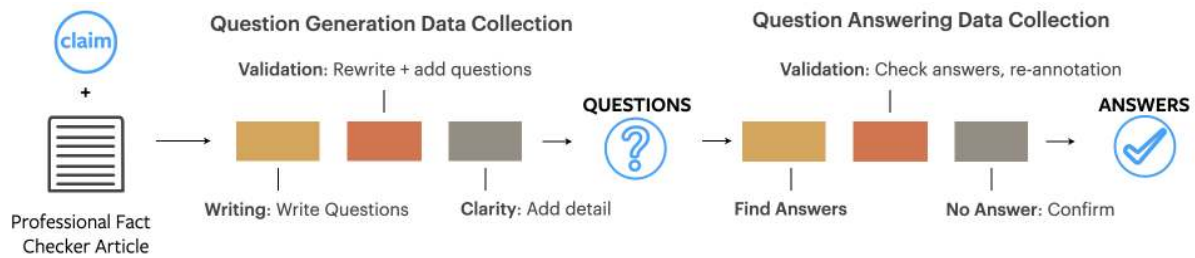 Question Generation Data Collection
Question Answering Data Collection
claim
+
Validation: Rewrite + add questions
Validation: Check answers, re-annotation
QUESTIONS
?
ANSWERS
Writing: Write Questions
Clarity: Add detail
Find Answers
No Answer: Confirm
Professional Fact
Checker Article